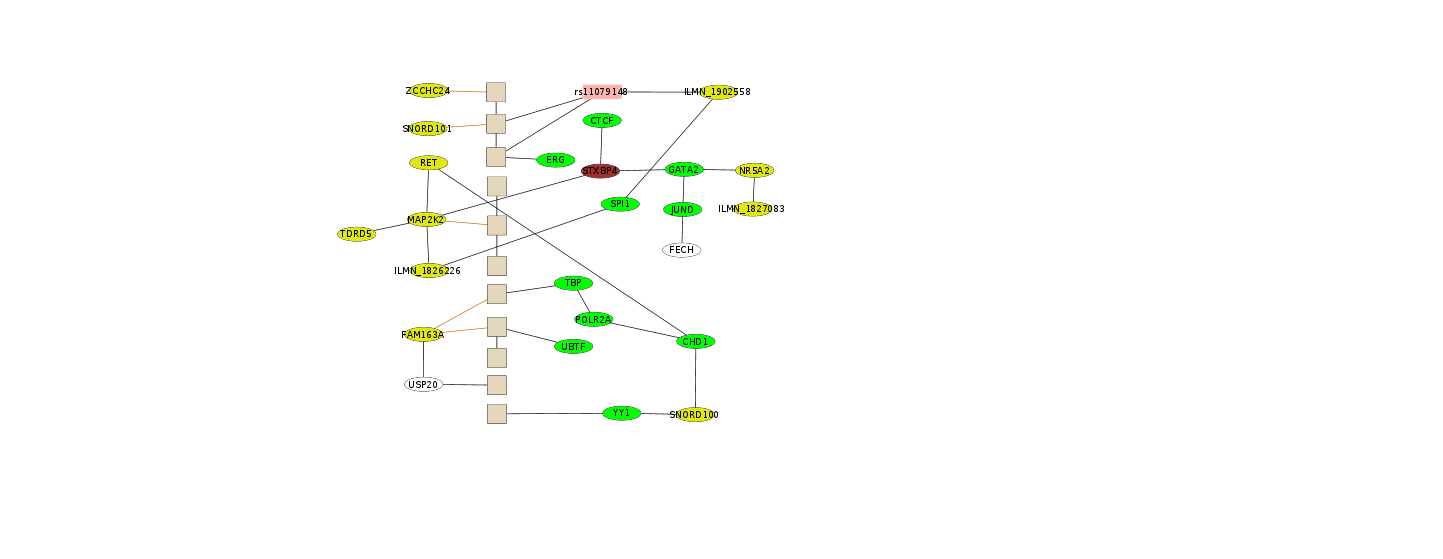 ZCCHC24
rs11079148
ILMN_1902558
CTCF
SNORD101
ERG
RET
STXBP4
GATA2
NR5A2
SPI1
JUND
ILMN_1827083
MAP2K2
TDRD5
FECH
ILMN_1826226
TBP
POLR2A
FAM163A
CHD1
UBTF
USP20
YY1
SNORD100